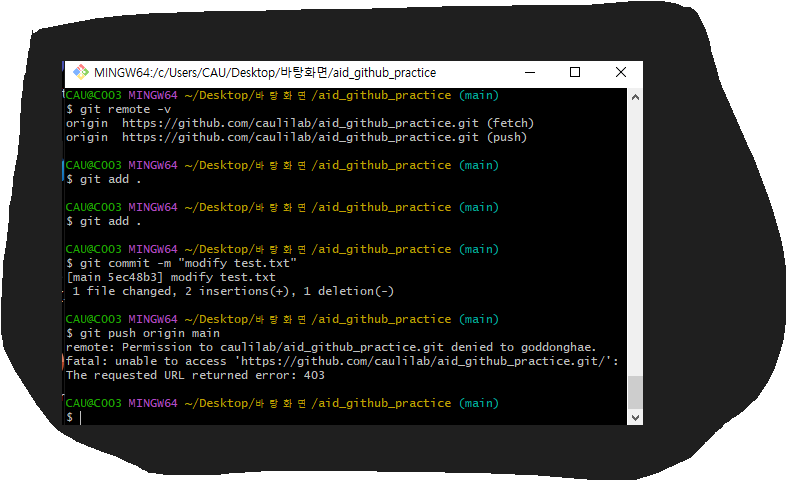 MINGW64:/c/Users/CAU/Desktop/바탕화면/aid_github_practice
CAU@COO3 MINGW64 ~/Desktop/바탕화면/aid_github_practice (main)
$ git remote -v
origin  https://github.com/caulilab/aid_github_practice.git (fetch)
origin  https://github.com/caulilab/aid_github_practice.git (push)
CAU@COO3 MINGW64 ~/Desktop/바탕화면/aid_github_practice (main)
$ git add .
CAU@COO3 MINGW64 ~/Desktop/바탕화면/aid_github_practice (main)
$ git add .
CAU@COO3 MINGW64 ~/Desktop/바탕화면/aid_github_practice (main)
$ git commit -m "modify test.txt"
[main 5ec48b3] modify test.txt
 1 file changed, 2 insertions(+), 1 deletion(-)
CAU@COO3 MINGW64 ~/Desktop/바탕화면/aid_github_practice (main)
$ git push origin main
remote: Permission to caulilab/aid_github_practice.git denied to goddonghae.
fatal: unable to access 'https://github.com/caulilab/aid_github_practice.git/':
The requested URL returned error: 403
CAU@COO3 MINGW64 ~/Desktop/바탕화면/aid_github_practice (main)
$